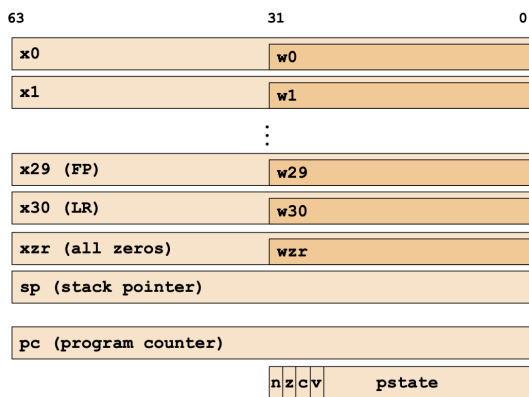 63 31 0
x0 w0
x1 w1
x29 (FP) w29
x30 (LR) w30
xzr (all zeros) wzr
sp (stack pointer)
pc (program counter)
n z c v pstate